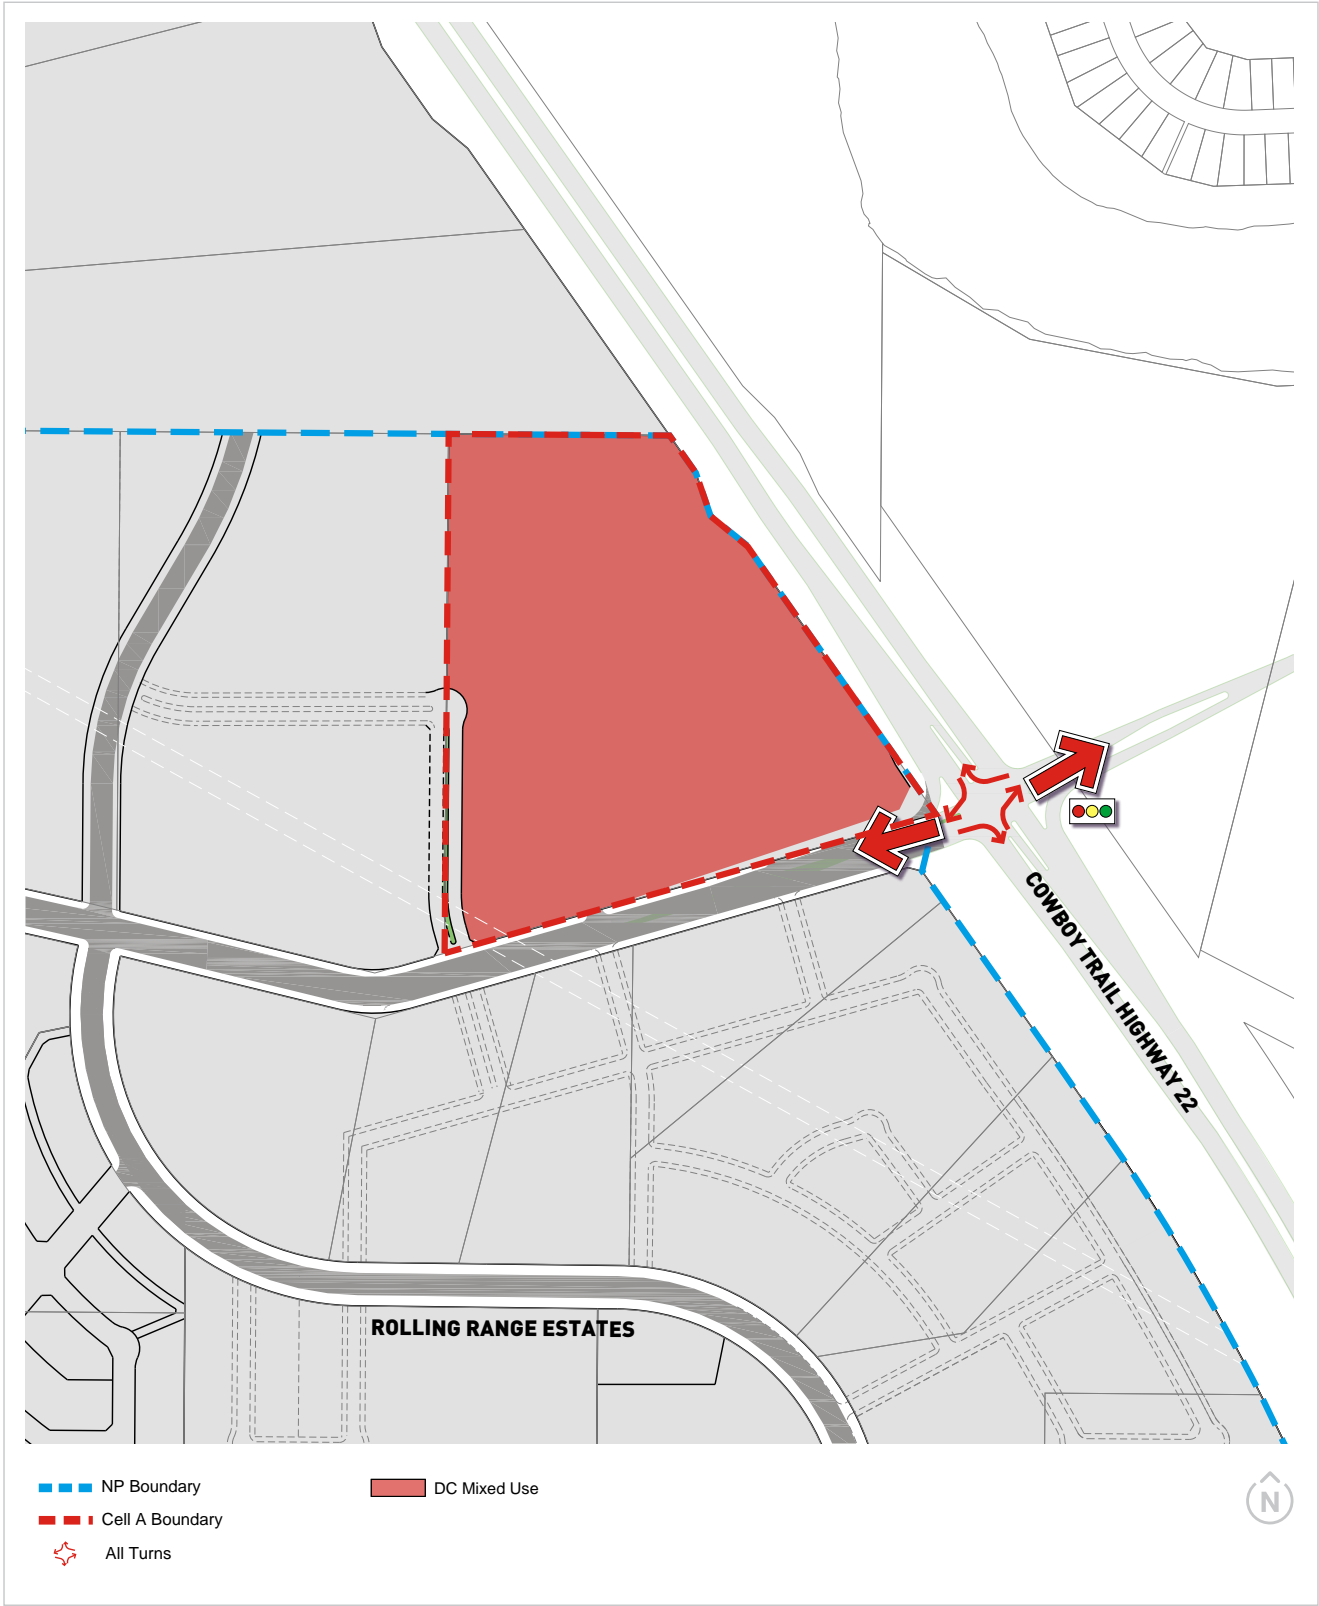 COWBOY TRAIL HIGHWAY 22
ROLLING RANGE ESTATES
NP Boundary
DC Mixed Use
Cell A Boundary
All Turns
N